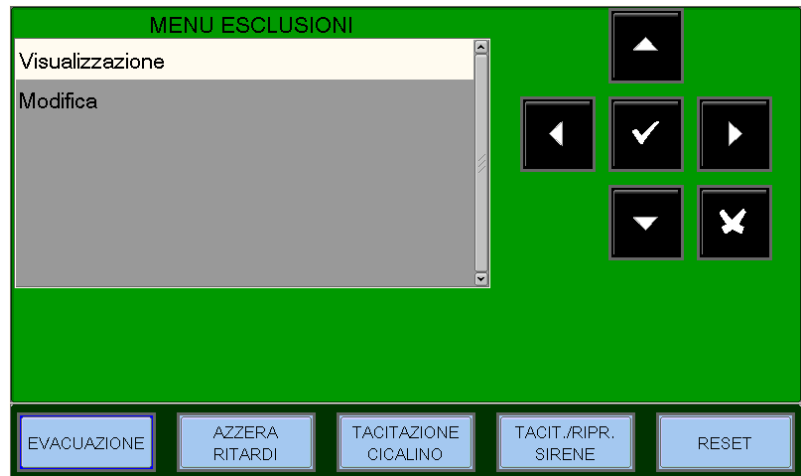 MENU ESCLUSIONI
Visualizzazione
Modifica
EVACUAZIONE
AZZERA
RITARDI
TACITAZIONE
CICALINO
TACIT./RIPR.
SIRENE
RESET